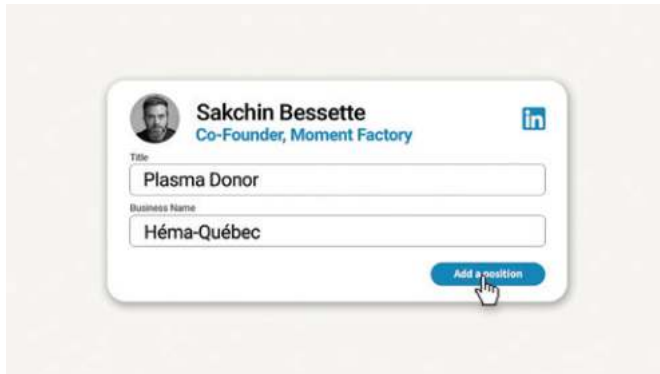 Sakchin Bessette
in
Co-Founder, Moment Factory
Title
Plasma Donor
Business Name
Héma-Québec
Add a position